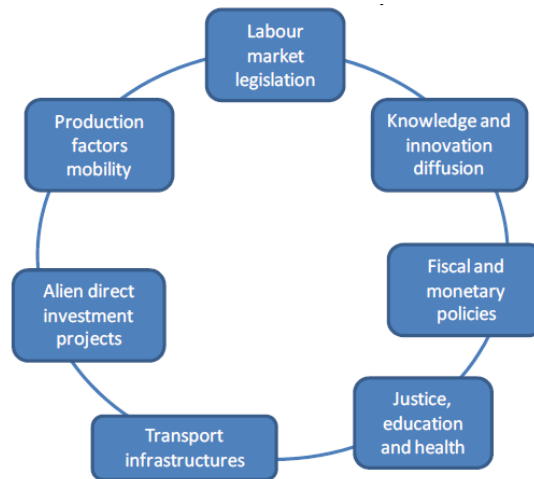 Labour
market
legislation
Knowledge and
innovation
diffusion
Fiscal and
monetary
policies
Justice,
education
and health
Transport
infrastructures
Alien direct
investment
projects
Production
factors
mobility